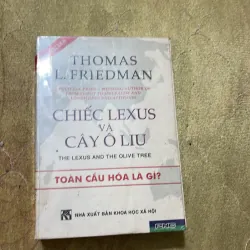 THOMAS
L. FRIEDMAN
CHIẾC LEXUS
VÀ
CÂY Ô LIU
THE LEXUS AND THE OLIVE TREE
TOÀN CẦU HÓA LÀ GÌ?
NHÀ XUẤT BẢN KHOA HỌC XÃ HỘI